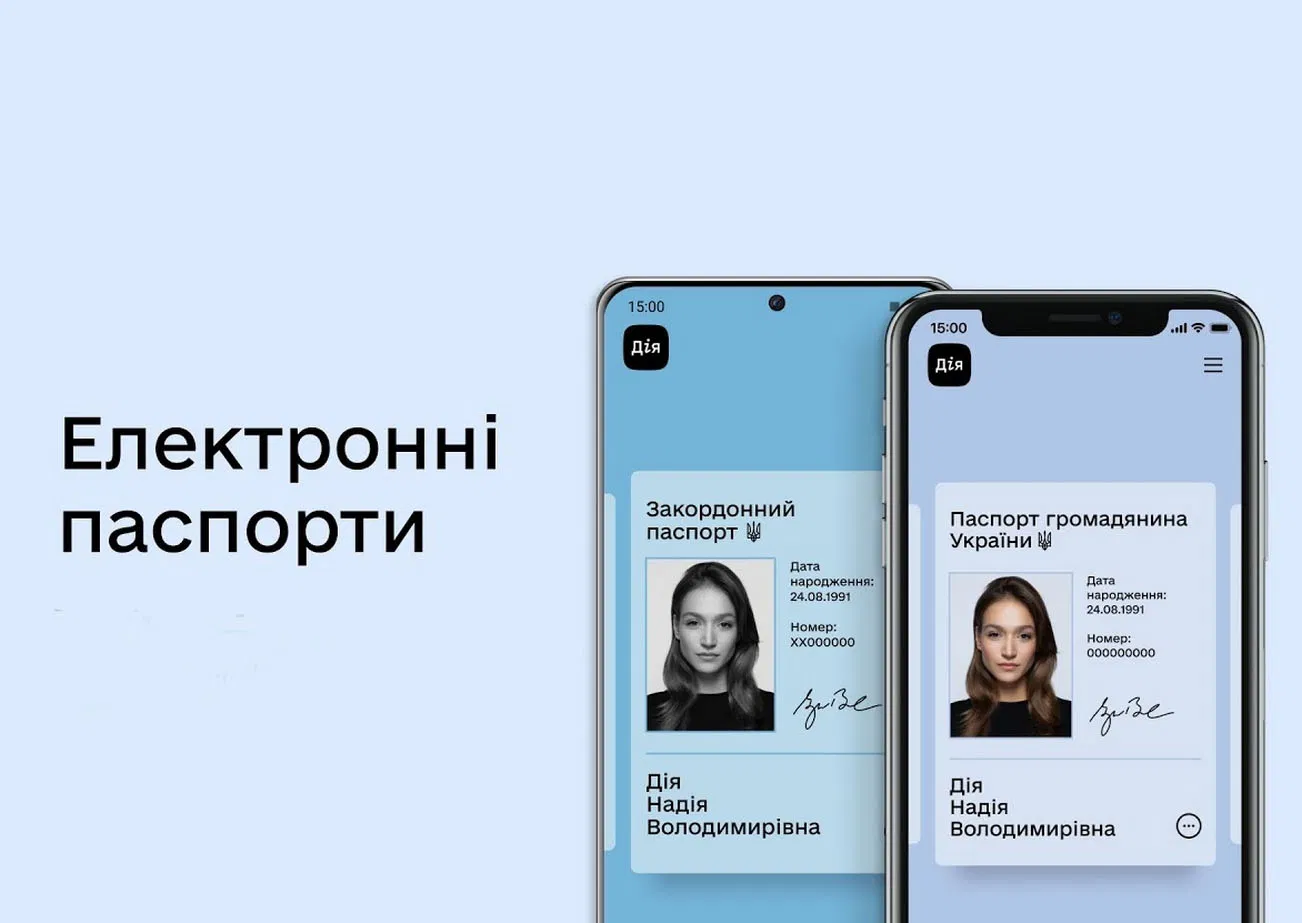 Електронні
паспорти
15:00
Дія
Закордонний
паспорт
Дата
народження:
24.08.1991
Номер:
XX000000
Дія
Надія
Володимирівна
15:00
Дія
Паспорт громадянина
України
Дата
народження:
24.08.1991
Номер:
000000000
Дія
Надія
Володимирівна